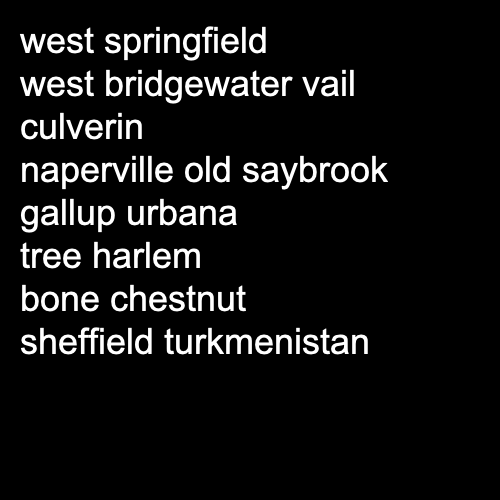 west springfield
west bridgewater vail
culverin
naperville old saybrook
gallup urbana
tree harlem
bone chestnut
sheffield turkmenistan